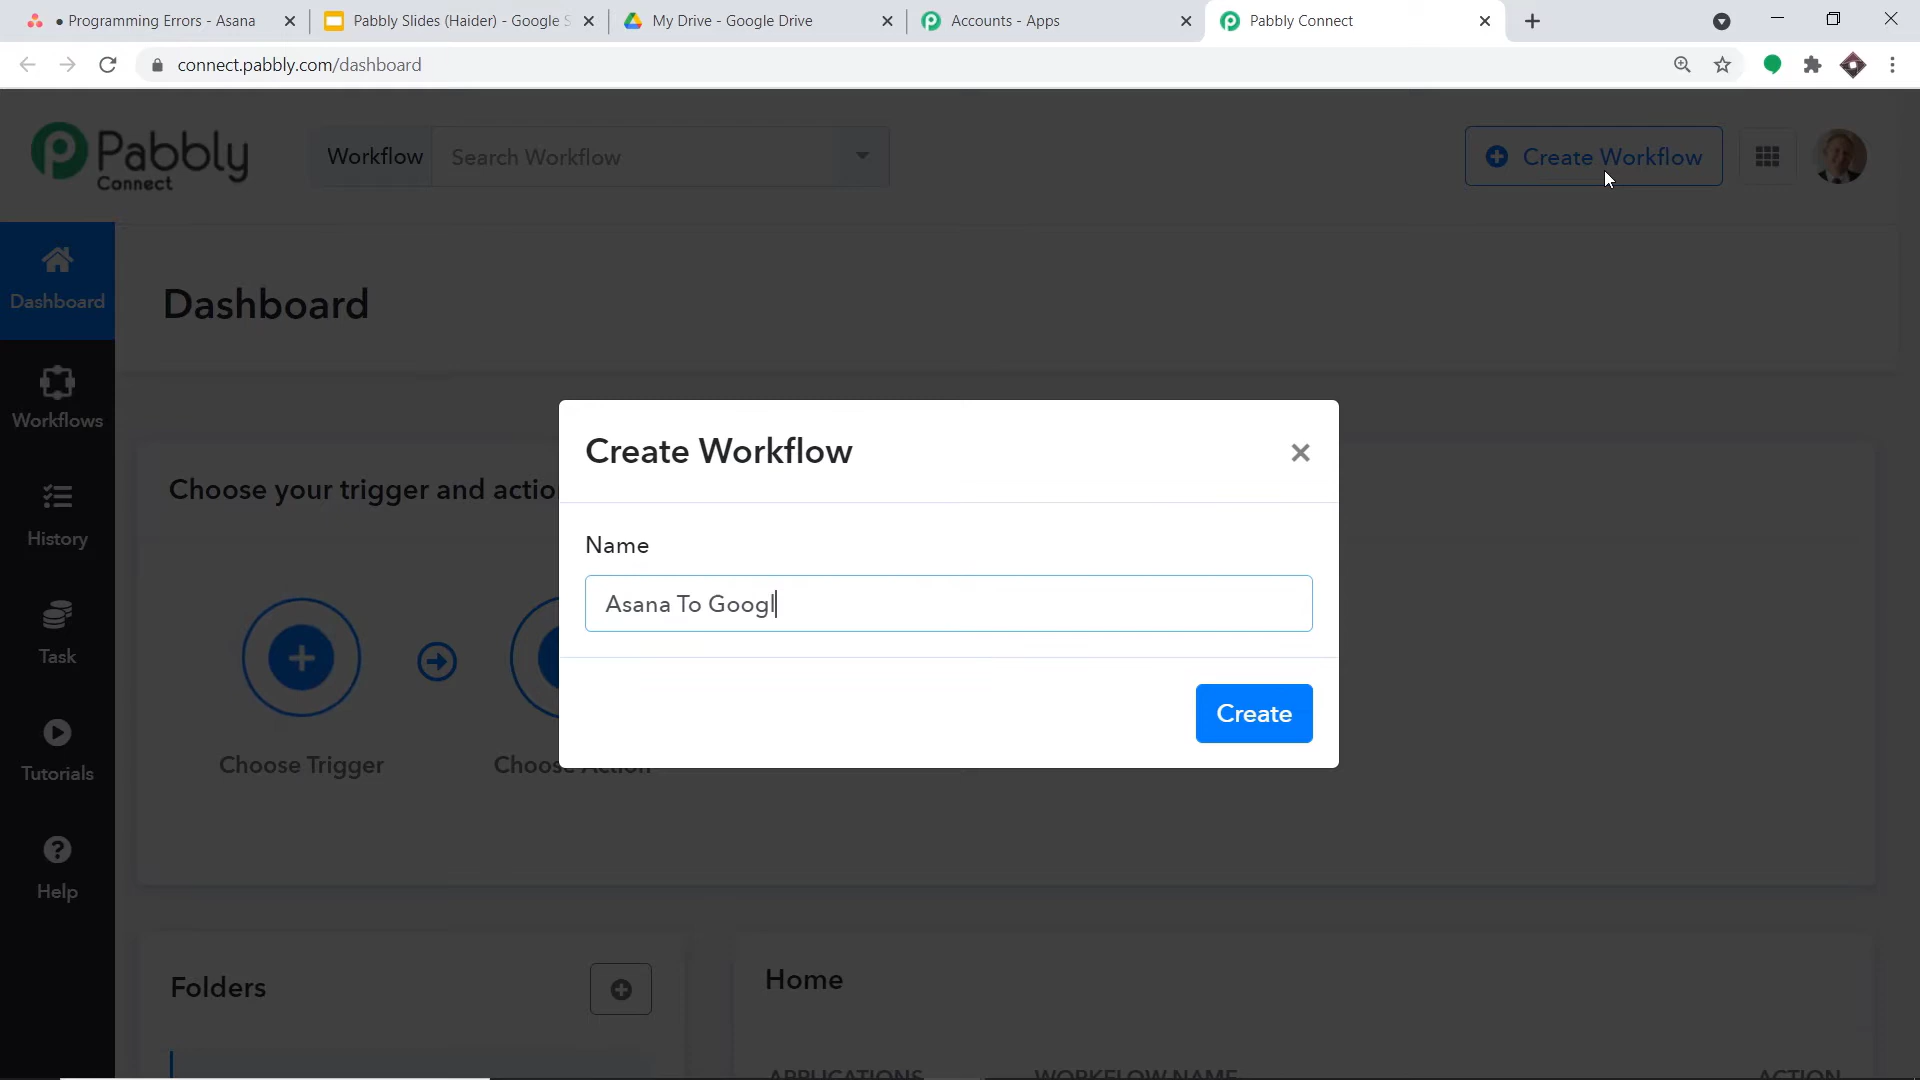 • Programming Errors - Asana
Pabbly Slides (Haider) - Google S
My Drive - Google Drive
Accounts - Apps
Pabbly Connect
connect.pabbly.com/dashboard
Pabbly
Connect
Workflow
Search Workflow
Create Workflow
Dashboard
Dashboard
Workflows
History
Task
Tutorials
Help
Choose your trigger and actio
Choose Trigger
Choose Action
Create Workflow
Name
Asana To Googl
Create
Folders
Home
APPLICATIONS
WORKFLOW NAME
ACTION